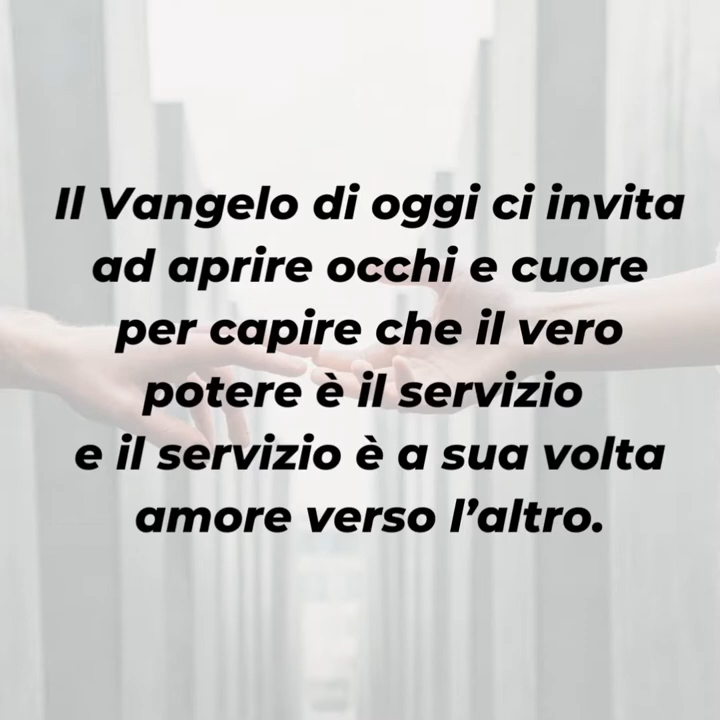 Il Vangelo di oggi ci invita
ad aprire occhi e cuore
per capire che il vero
potere è il servizio
e il servizio è a sua volta
amore verso l’altro.